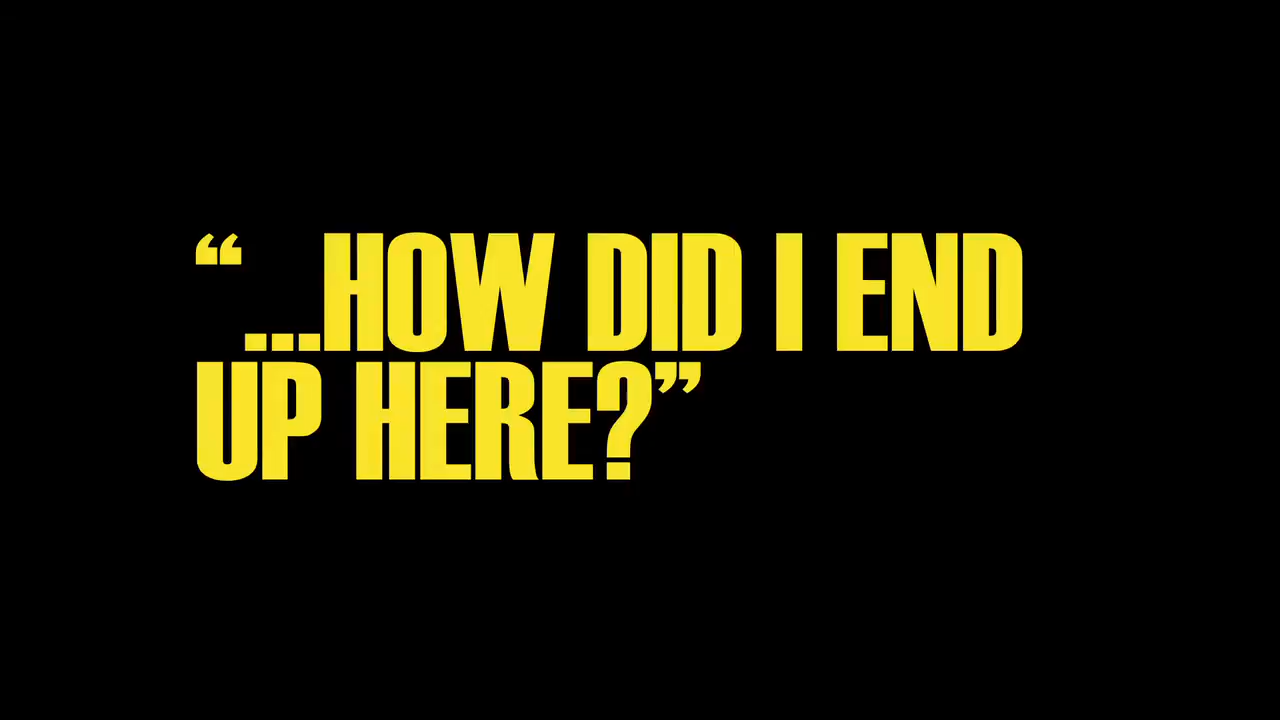 “ ...HOW DID I END
UP HERE?”